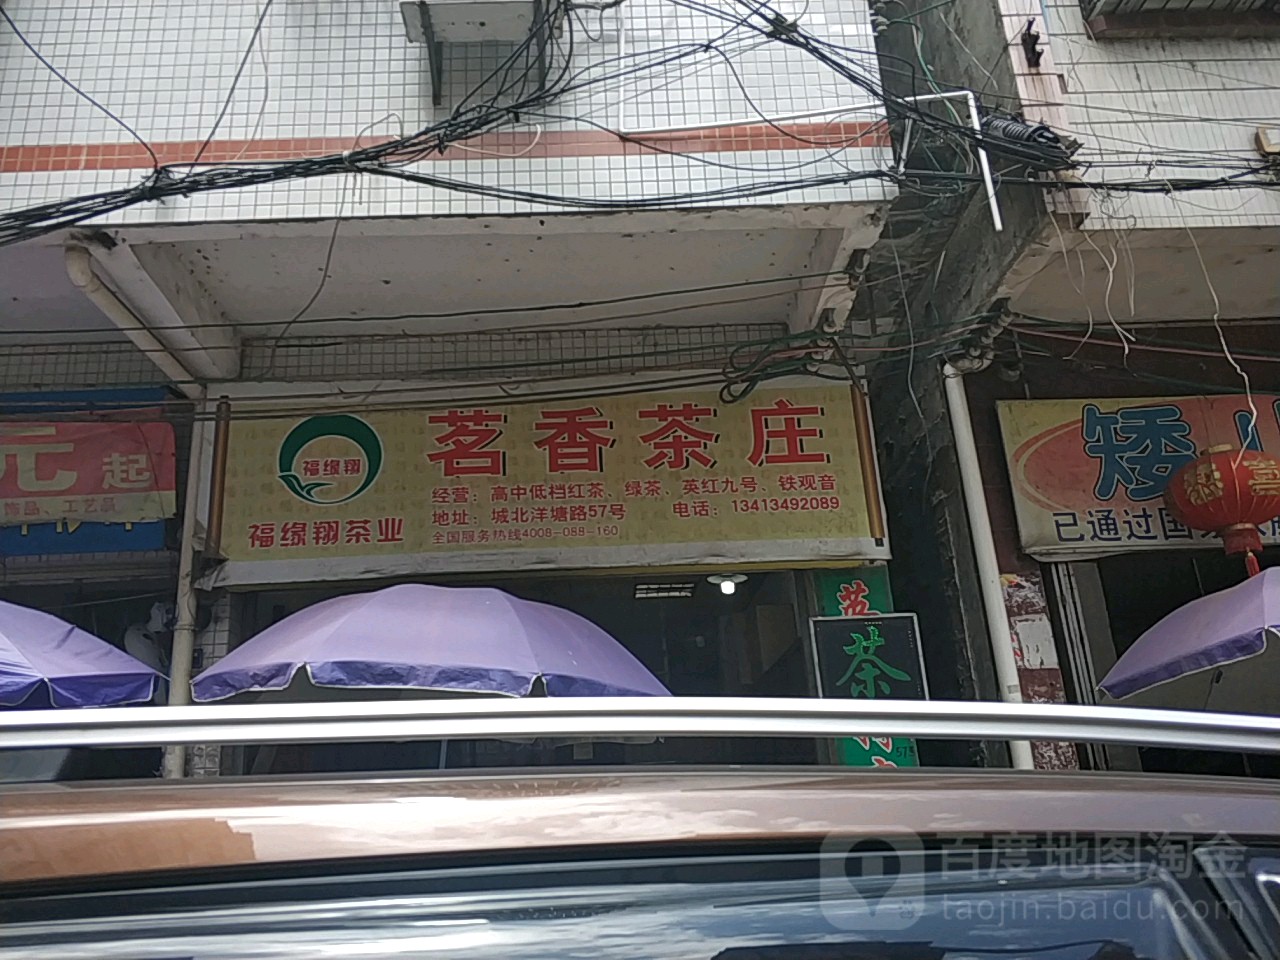 元起
饰品、工艺品
福缘翔
福缘翔茶业
茗香茶庄
经营：高中低档红茶、绿茶、英红九号、铁观音
地址：城北洋塘路57号 电话：13413492089
全国服务热线4008-088-160
茶
矮
已通过国
百度地图淘金
taojin.baidu.com